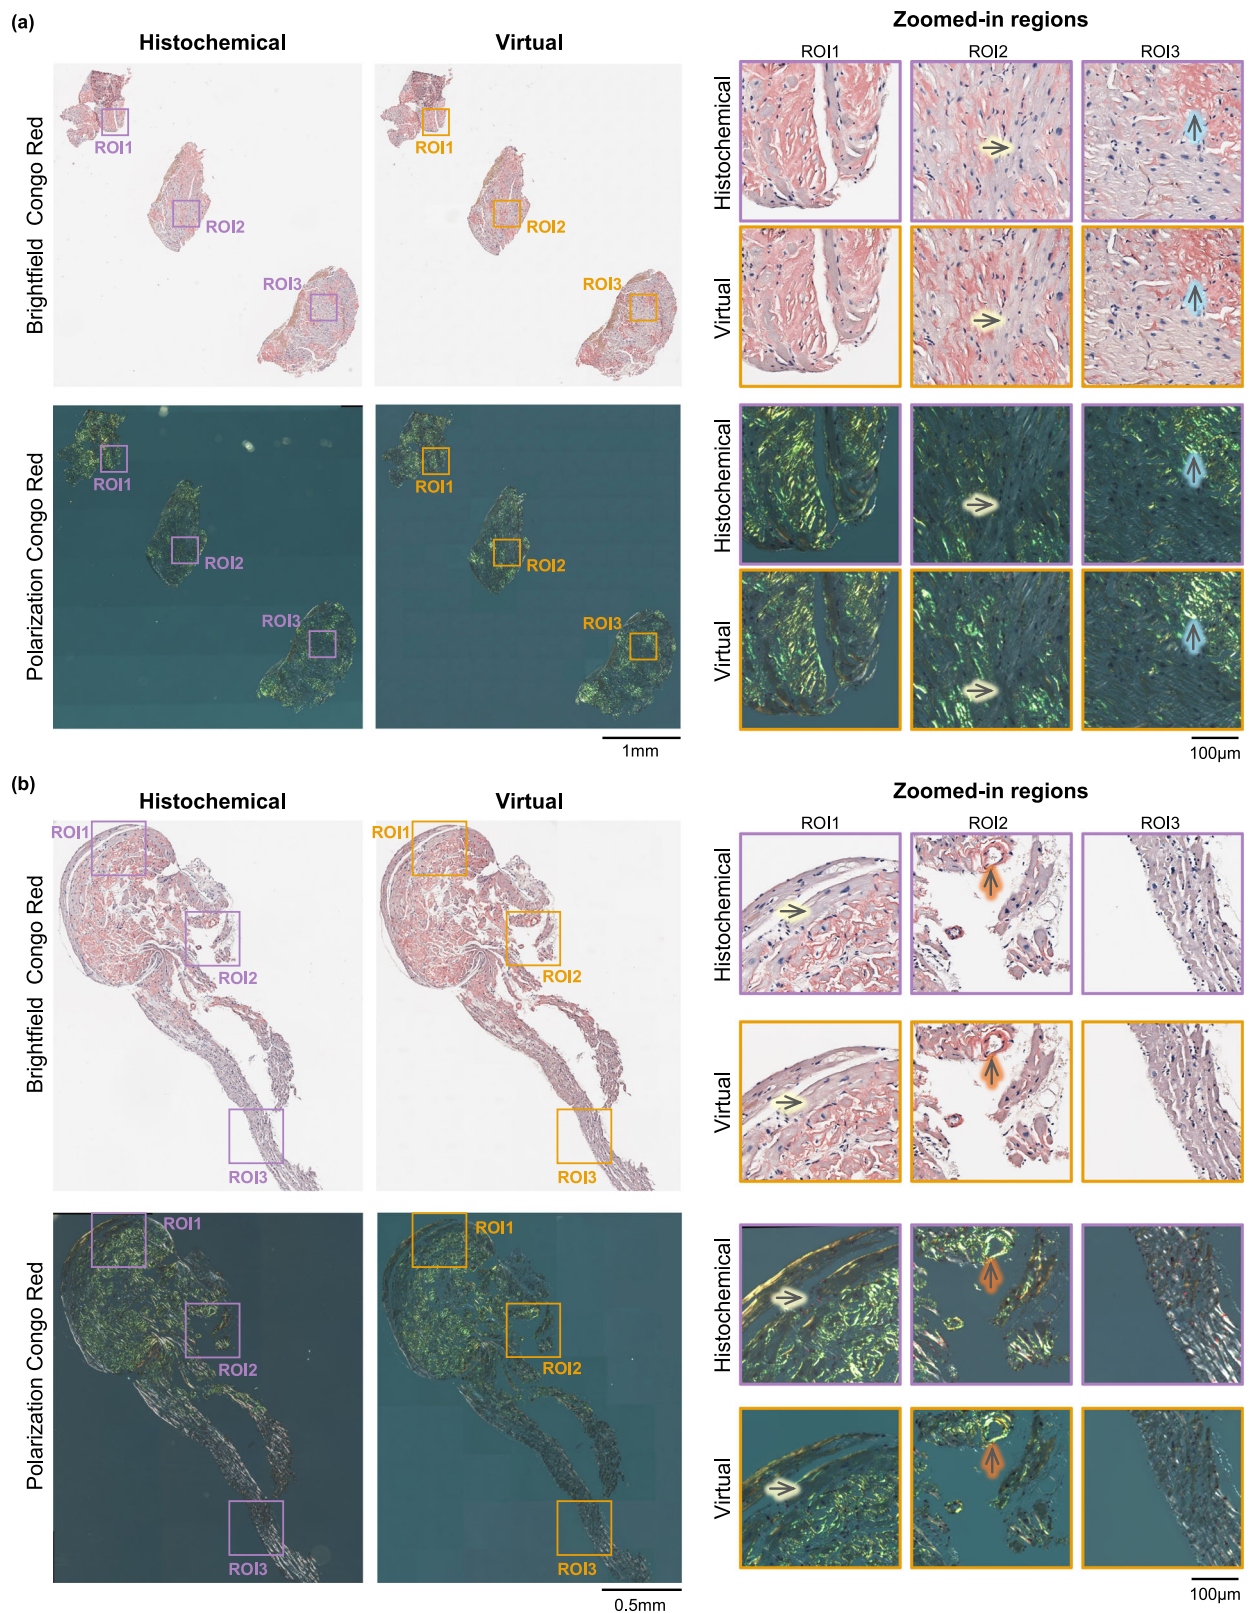 (a)
Histochemical
Virtual
Zoomed-in regions
ROI1
ROI2
ROI3
Brightfield Congo Red
ROI1
ROI2
ROI3
ROI1
ROI2
ROI3
Histochemical
Virtual
Polarization Congo Red
ROI1
ROI2
ROI3
ROI1
ROI2
ROI3
Histochemical
Virtual
1mm
100µm
(b)
Histochemical
Virtual
Zoomed-in regions
ROI1
ROI2
ROI3
Brightfield Congo Red
ROI1
ROI2
ROI3
ROI1
ROI2
ROI3
Histochemical
Virtual
Polarization Congo Red
ROI1
ROI2
ROI3
ROI1
ROI2
ROI3
Histochemical
Virtual
0.5mm
100µm